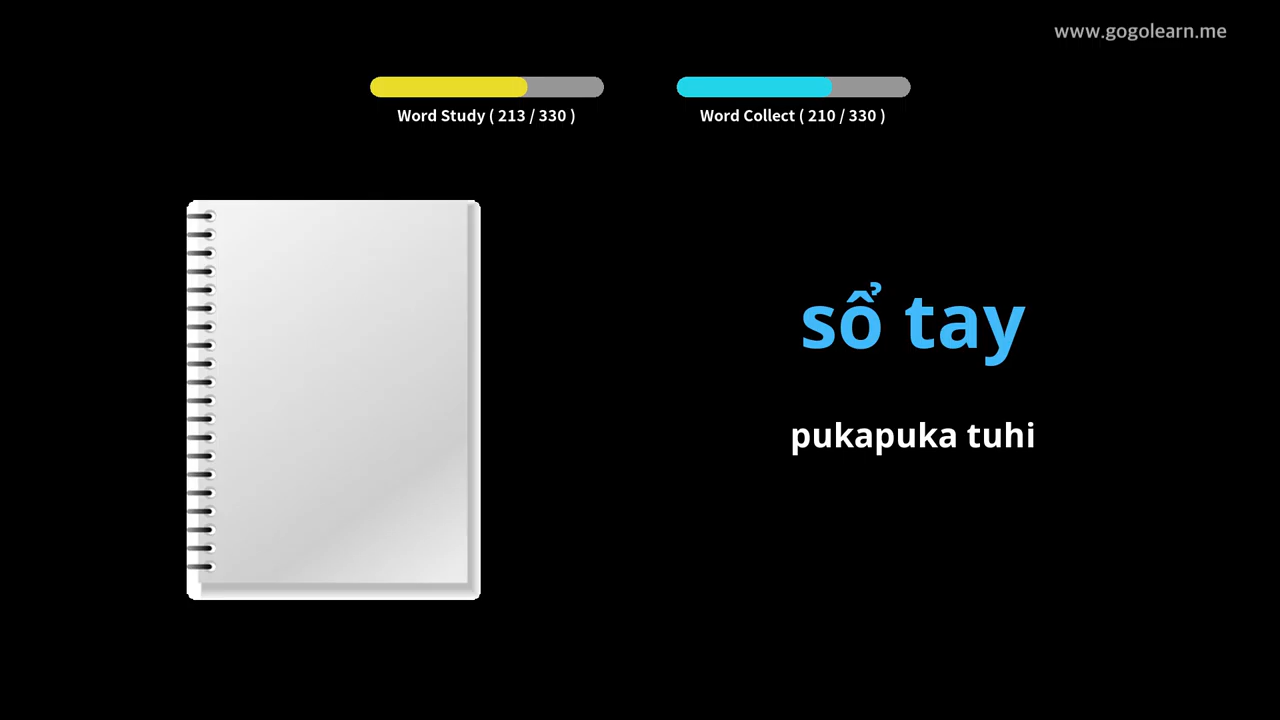 www.gogolearn.me
Word Study ( 213 / 330 )
Word Collect ( 210 / 330 )
sổ tay
pukapuka tuhi